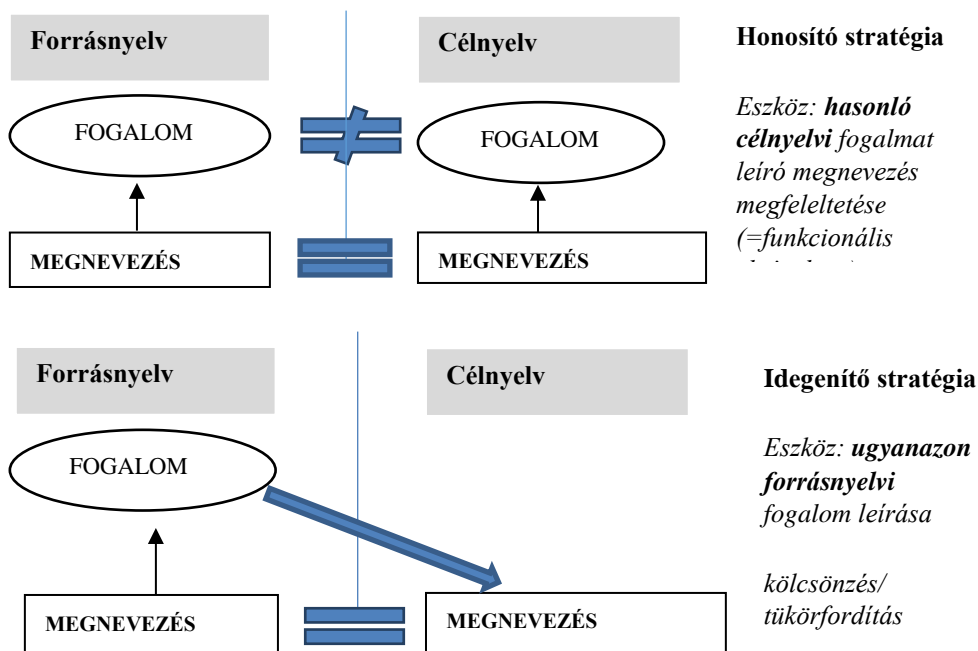 Forrásnyelv
Célnyelv
Honosító stratégia
FOGALOM
FOGALOM
Eszköz: hasonló
célnyelvi fogalmat
leíró megnevezés
megfeleltetése
(=funkcionális
MEGNEVEZÉS
MEGNEVEZÉS
Forrásnyelv
Célnyelv
Idegenítő stratégia
FOGALOM
Eszköz: ugyanazon
forrásnyelvi
fogalom leírása
kölcsönzés/
tükörfordítás
MEGNEVEZÉS
MEGNEVEZÉS